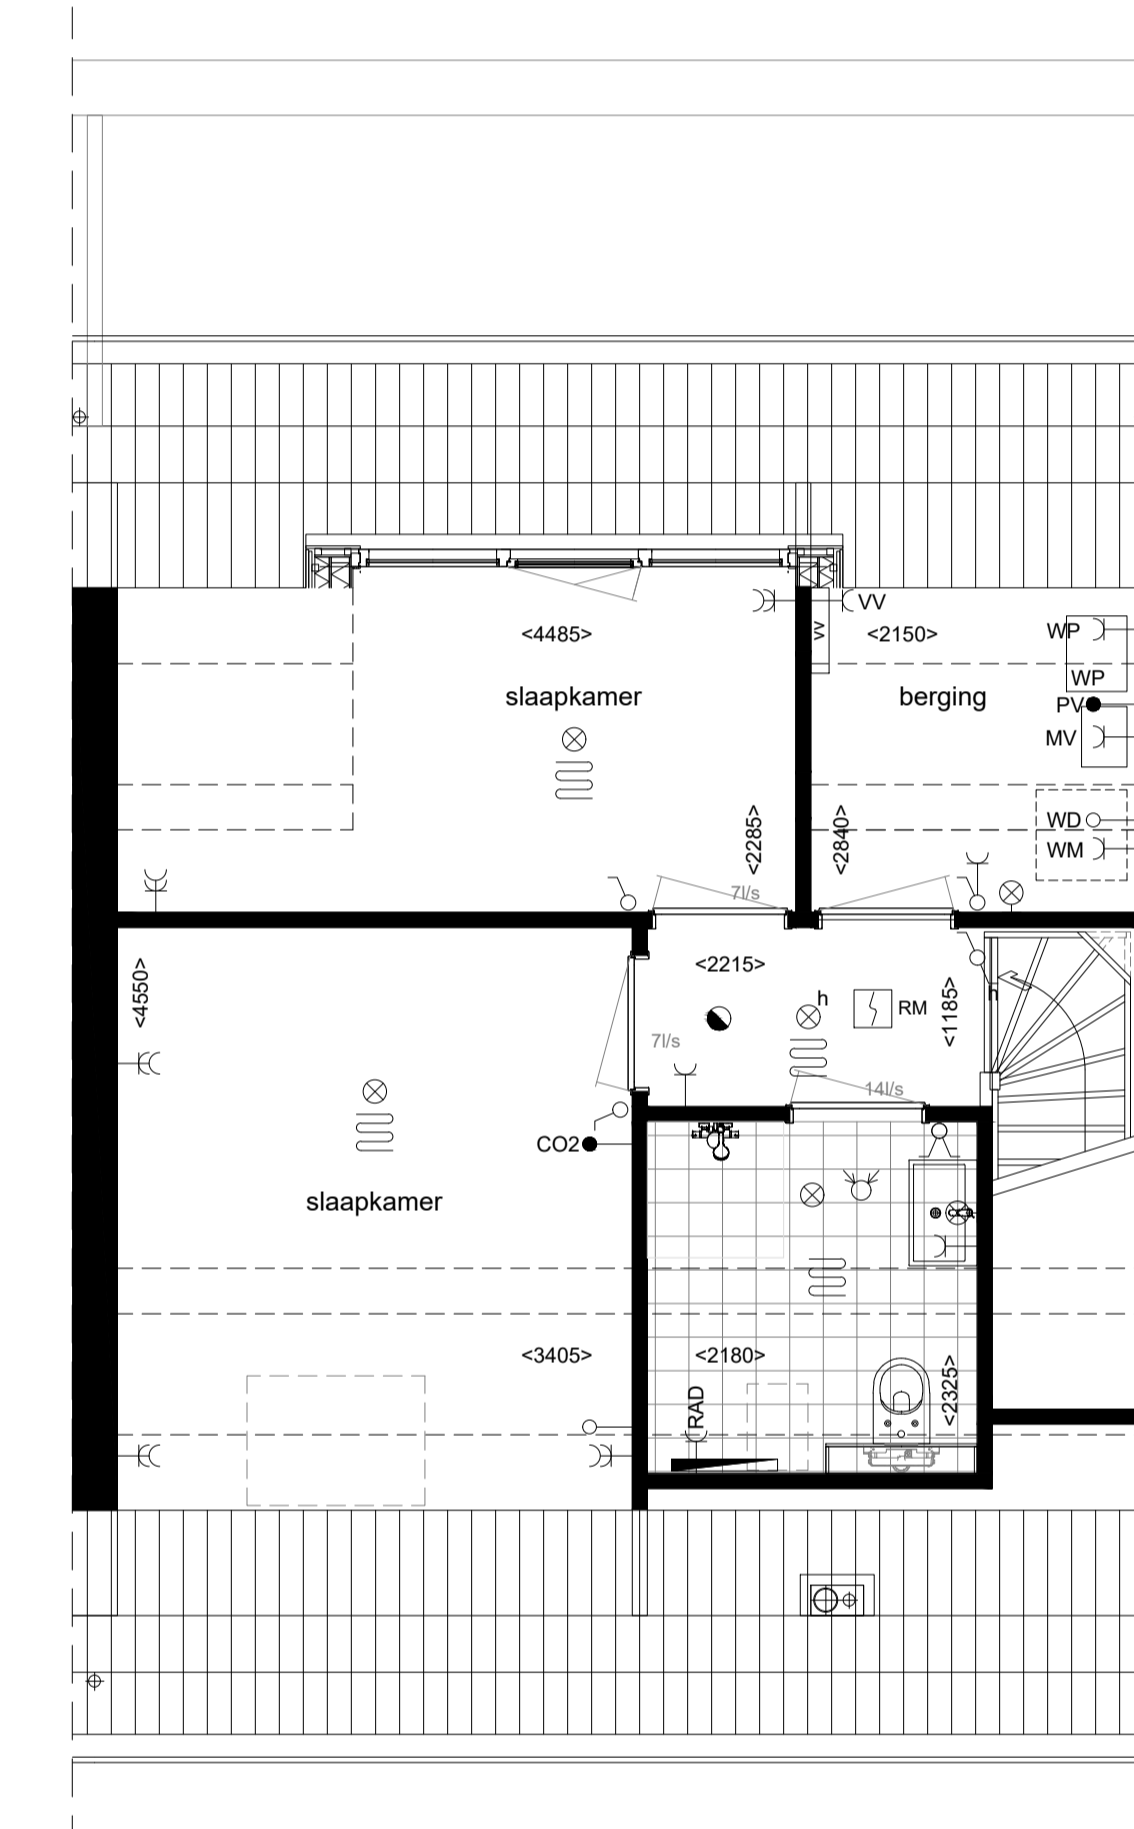 VV
<4485>
VV
<2150>
WP
WP
slaapkamer
berging
PV
MV
<2285>
<2840>
WD
WM
7l/s
<4550>
<2215>
h
RM
<1185>
h
7l/s
14l/s
CO2
slaapkamer
<3405>
<2180>
RAD
<2325>